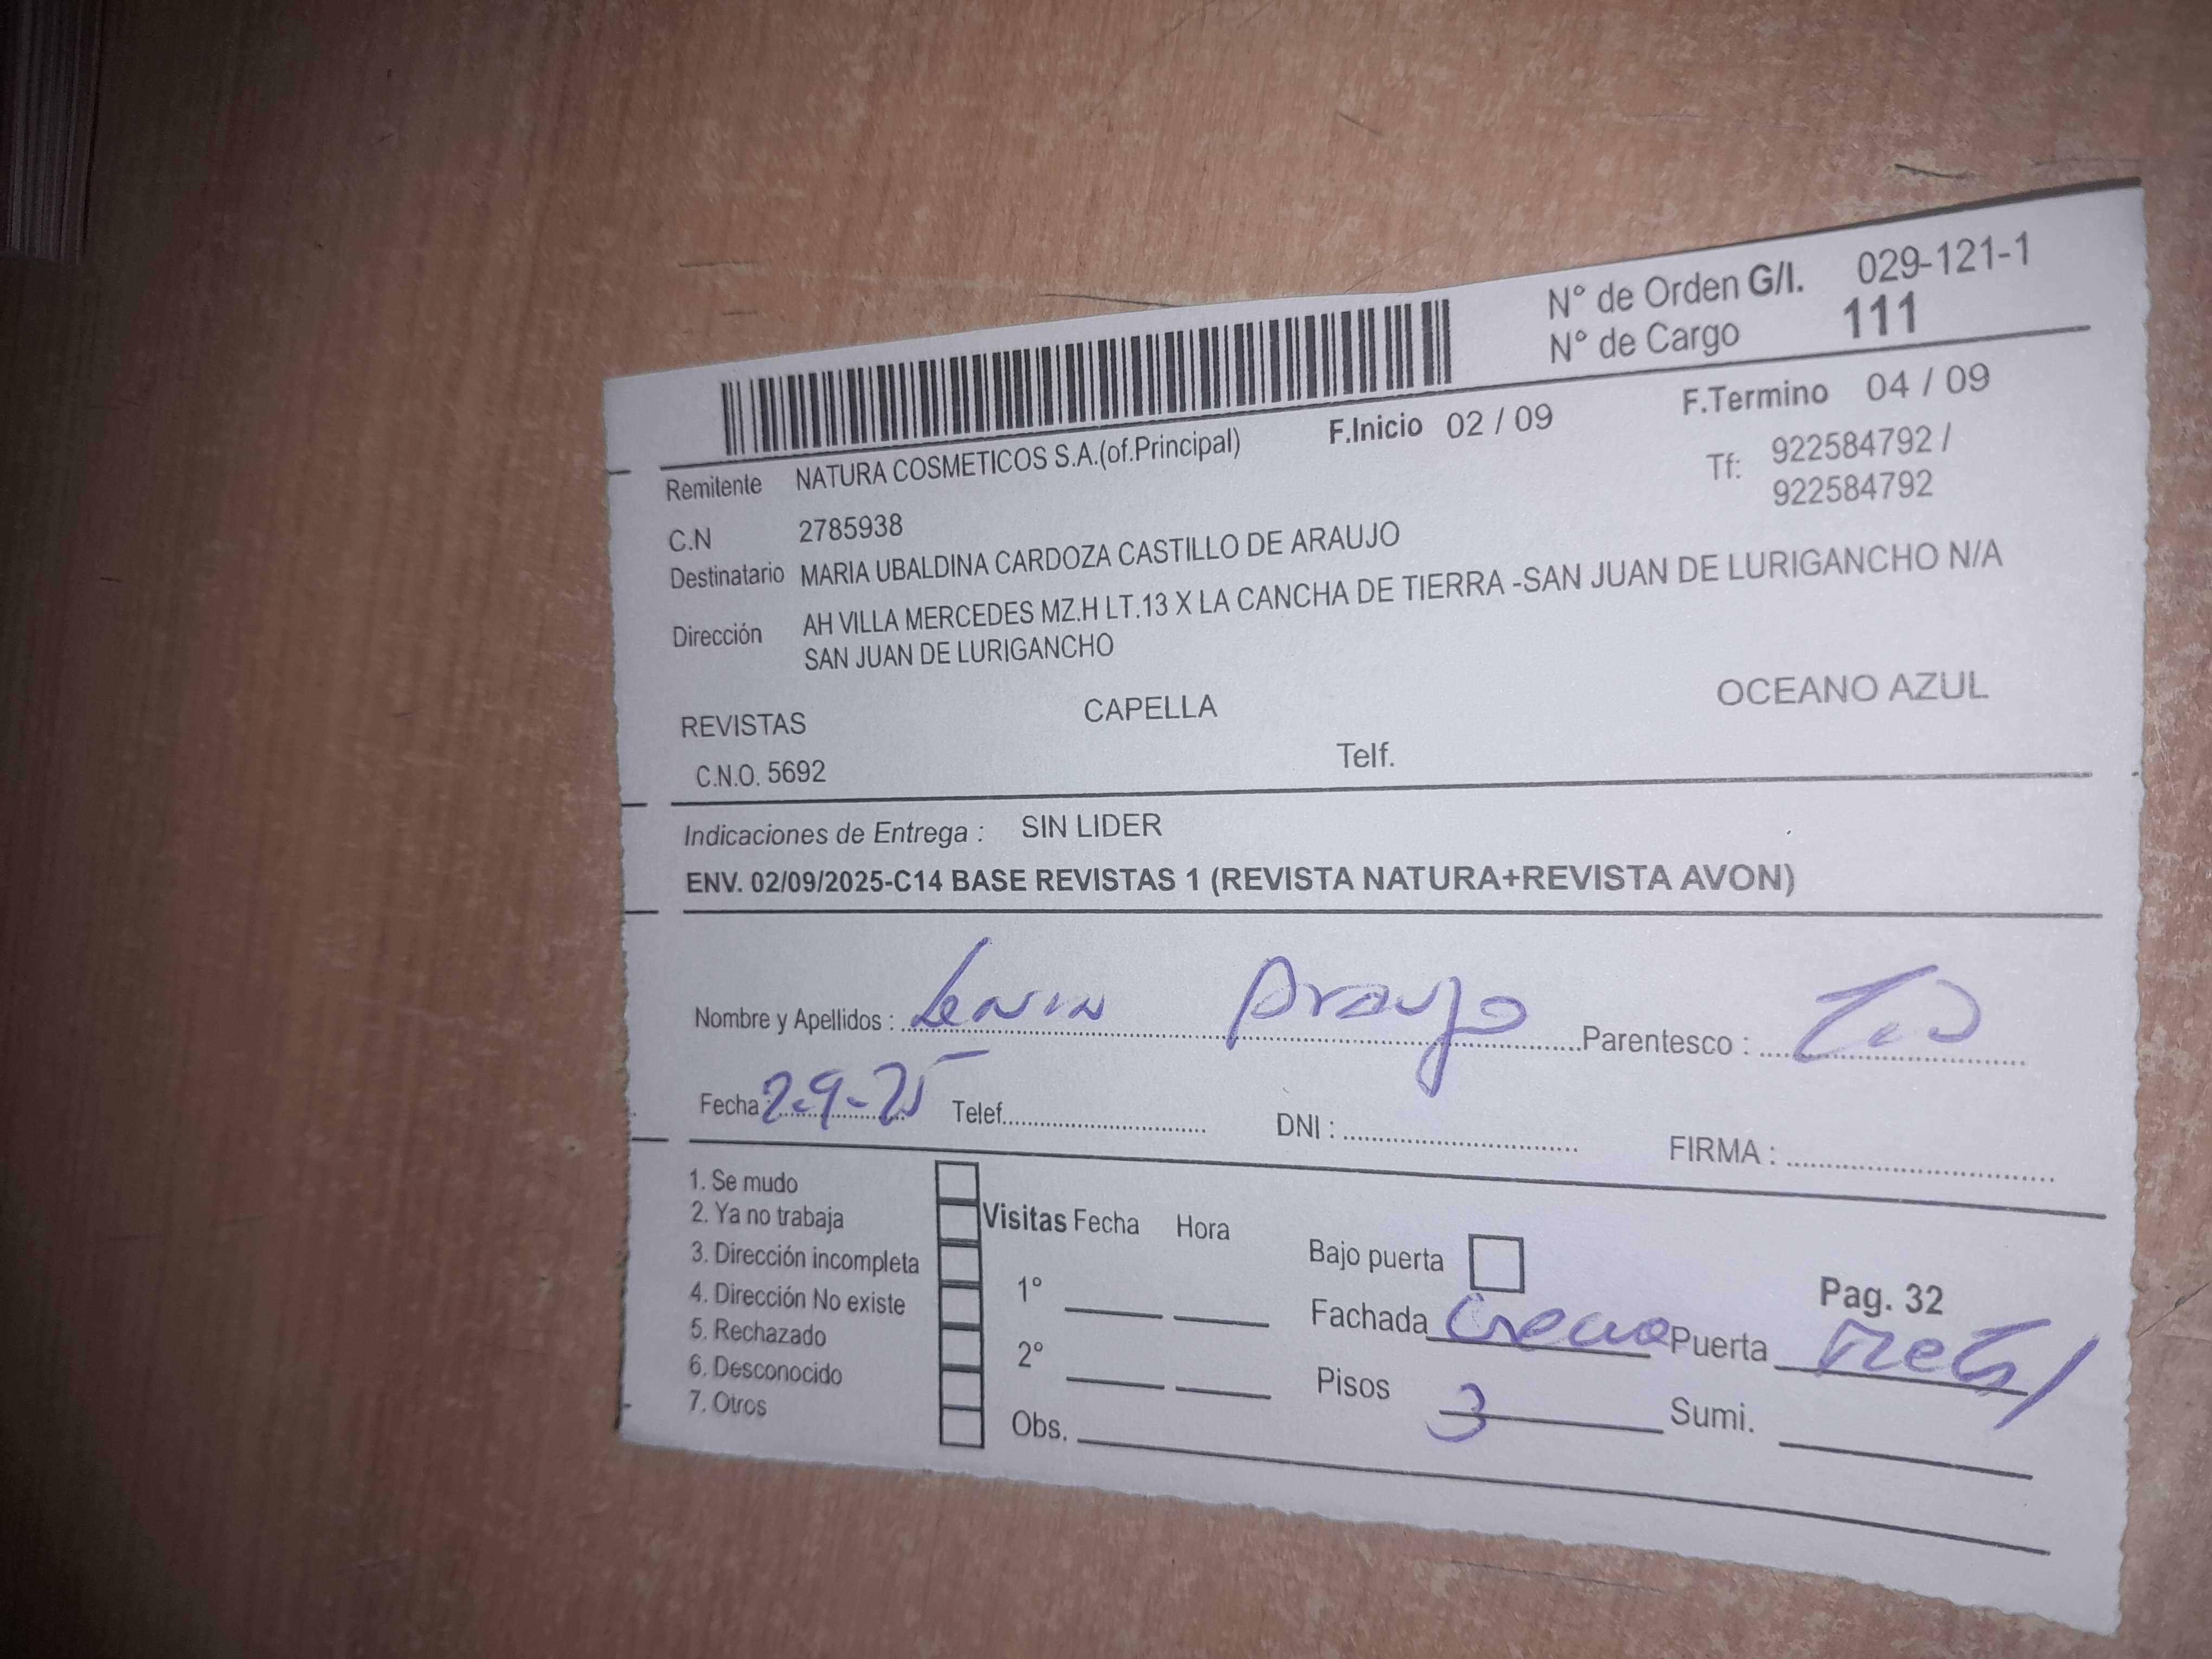 N° de Orden G/I. 029-121-1
N° de Cargo 111
F.Inicio 02 / 09 F.Termino 04 / 09
Remitente NATURA COSMETICOS S.A.(of.Principal) Tf: 922584792 /
922584792
C.N 2785938
Destinatario MARIA UBALDINA CARDOZA CASTILLO DE ARAUJO
Dirección AH VILLA MERCEDES MZ.H LT.13 X LA CANCHA DE TIERRA -SAN JUAN DE LURIGANCHO N/A
SAN JUAN DE LURIGANCHO
REVISTAS CAPELLA OCEANO AZUL
C.N.O. 5692 Telf.
Indicaciones de Entrega : SIN LIDER
ENV. 02/09/2025-C14 BASE REVISTAS 1 (REVISTA NATURA+REVISTA AVON)
Nombre y Apellidos : Lenin Araujo Parentesco :
Fecha : 2-9-25 Telef. DNI : FIRMA :
1. Se mudo
2. Ya no trabaja
3. Dirección incompleta
4. Dirección No existe
5. Rechazado
6. Desconocido
7. Otros
Visitas Fecha Hora
1°
2°
Obs.
Bajo puerta
Pag. 32
Fachada Crema Puerta Metal
Pisos 3 Sumi.